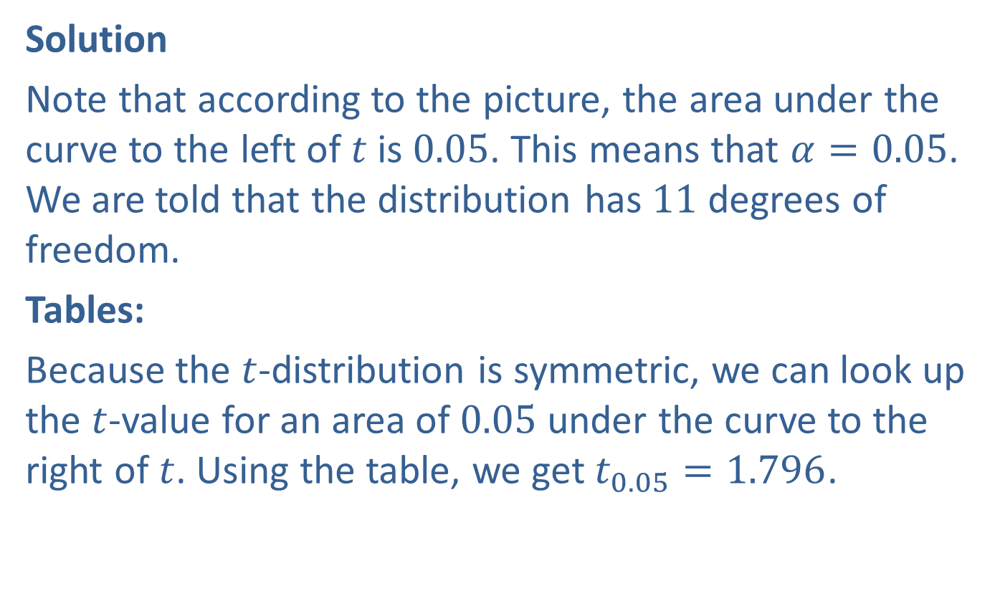 Solution
Note that according to the picture, the area under the
curve to the left of t is 0.05. This means that α = 0.05.
We are told that the distribution has 11 degrees of
freedom.
Tables:
Because the t-distribution is symmetric, we can look up
the t-value for an area of 0.05 under the curve to the
right of t. Using the table, we get t₀.₀₅ = 1.796.